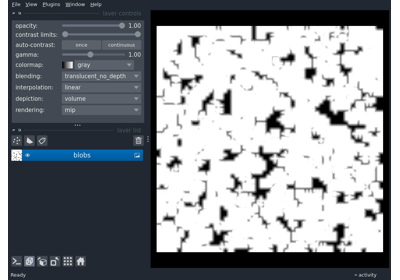 File View Plugins Window Help
layer controls
opacity: 1.00
contrast limits:
auto-contrast: once continuous
gamma: 1.00
colormap: gray
blending: translucent_no_depth
interpolation: linear
depiction: volume
rendering: mip
layer list
blobs
Ready activity